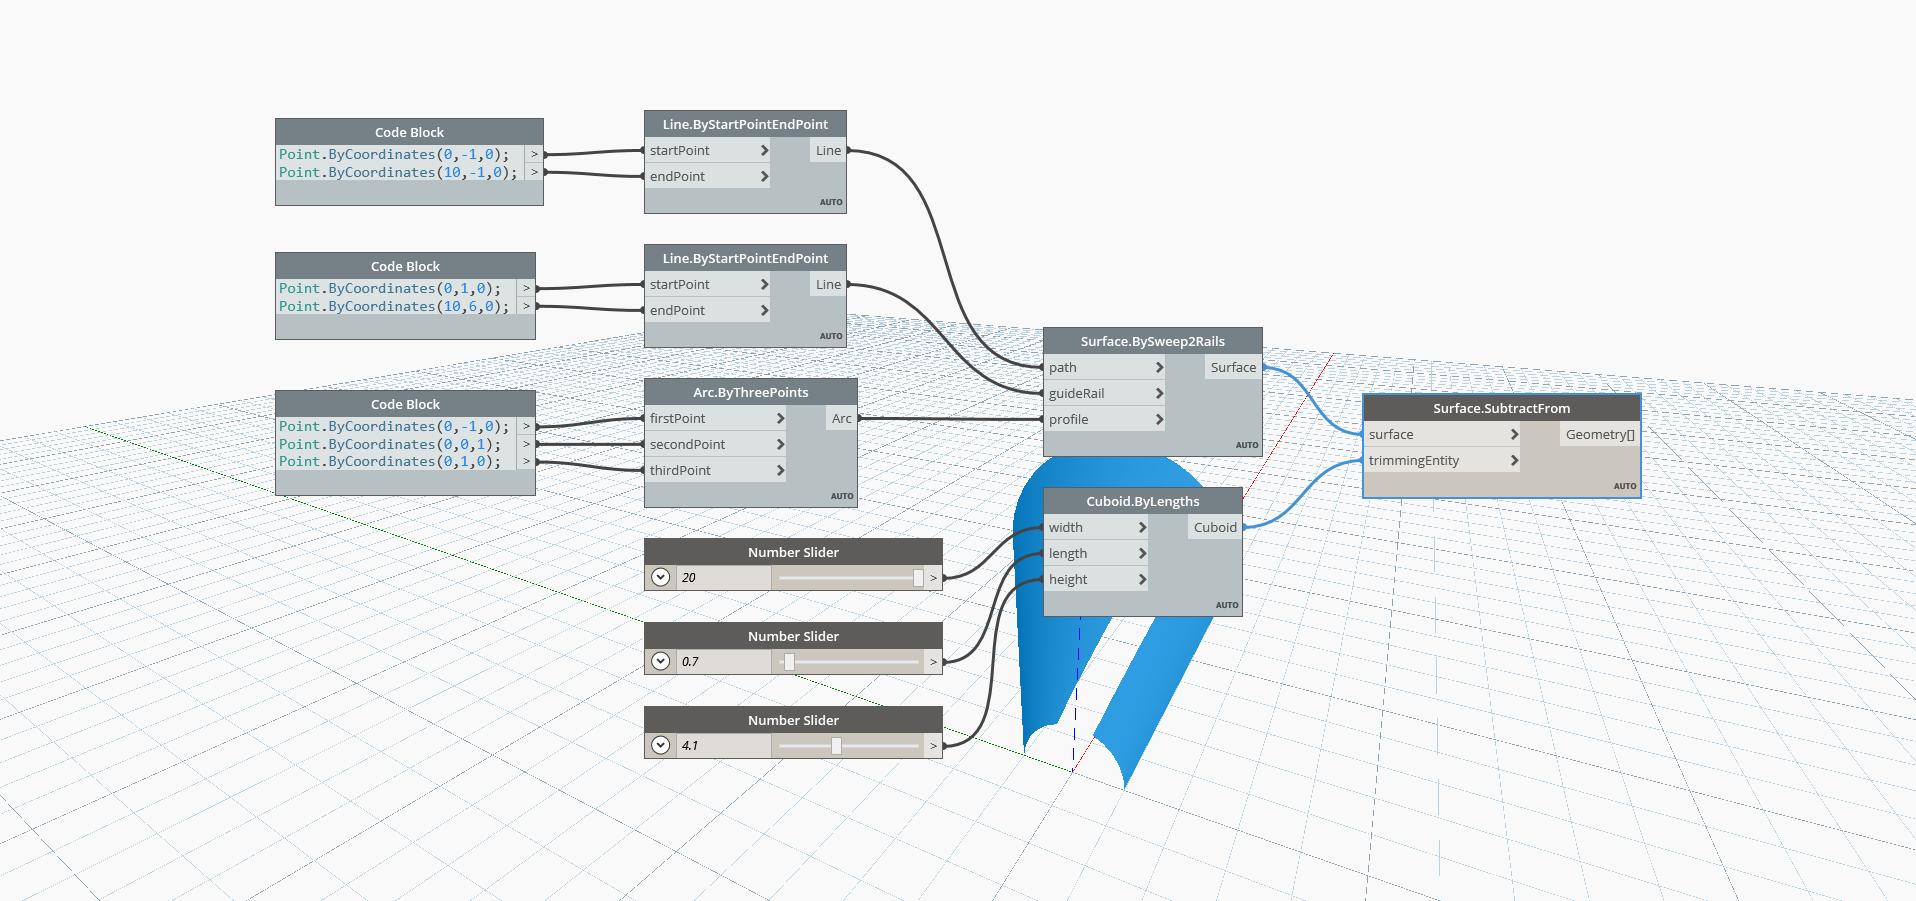 Code Block
Point.ByCoordinates(0,-1,0); >
Point.ByCoordinates(10,-1,0); >
Line.ByStartPointEndPoint
startPoint > Line
endPoint >
AUTO
Code Block
Point.ByCoordinates(0,1,0); >
Point.ByCoordinates(10,6,0); >
Line.ByStartPointEndPoint
startPoint > Line
endPoint >
AUTO
Code Block
Point.ByCoordinates(0,-1,0); >
Point.ByCoordinates(0,0,1); >
Point.ByCoordinates(0,1,0); >
Arc.ByThreePoints
firstPoint > Arc
secondPoint >
thirdPoint >
AUTO
Surface.BySweep2Rails
path > Surface
guideRail >
profile >
AUTO
Number Slider
20 >
Number Slider
0.7 >
Number Slider
4.1 >
Cuboid.ByLengths
width > Cuboid
length >
height >
AUTO
Surface.SubtractFrom
surface > Geometry[]
trimmingEntity >
AUTO